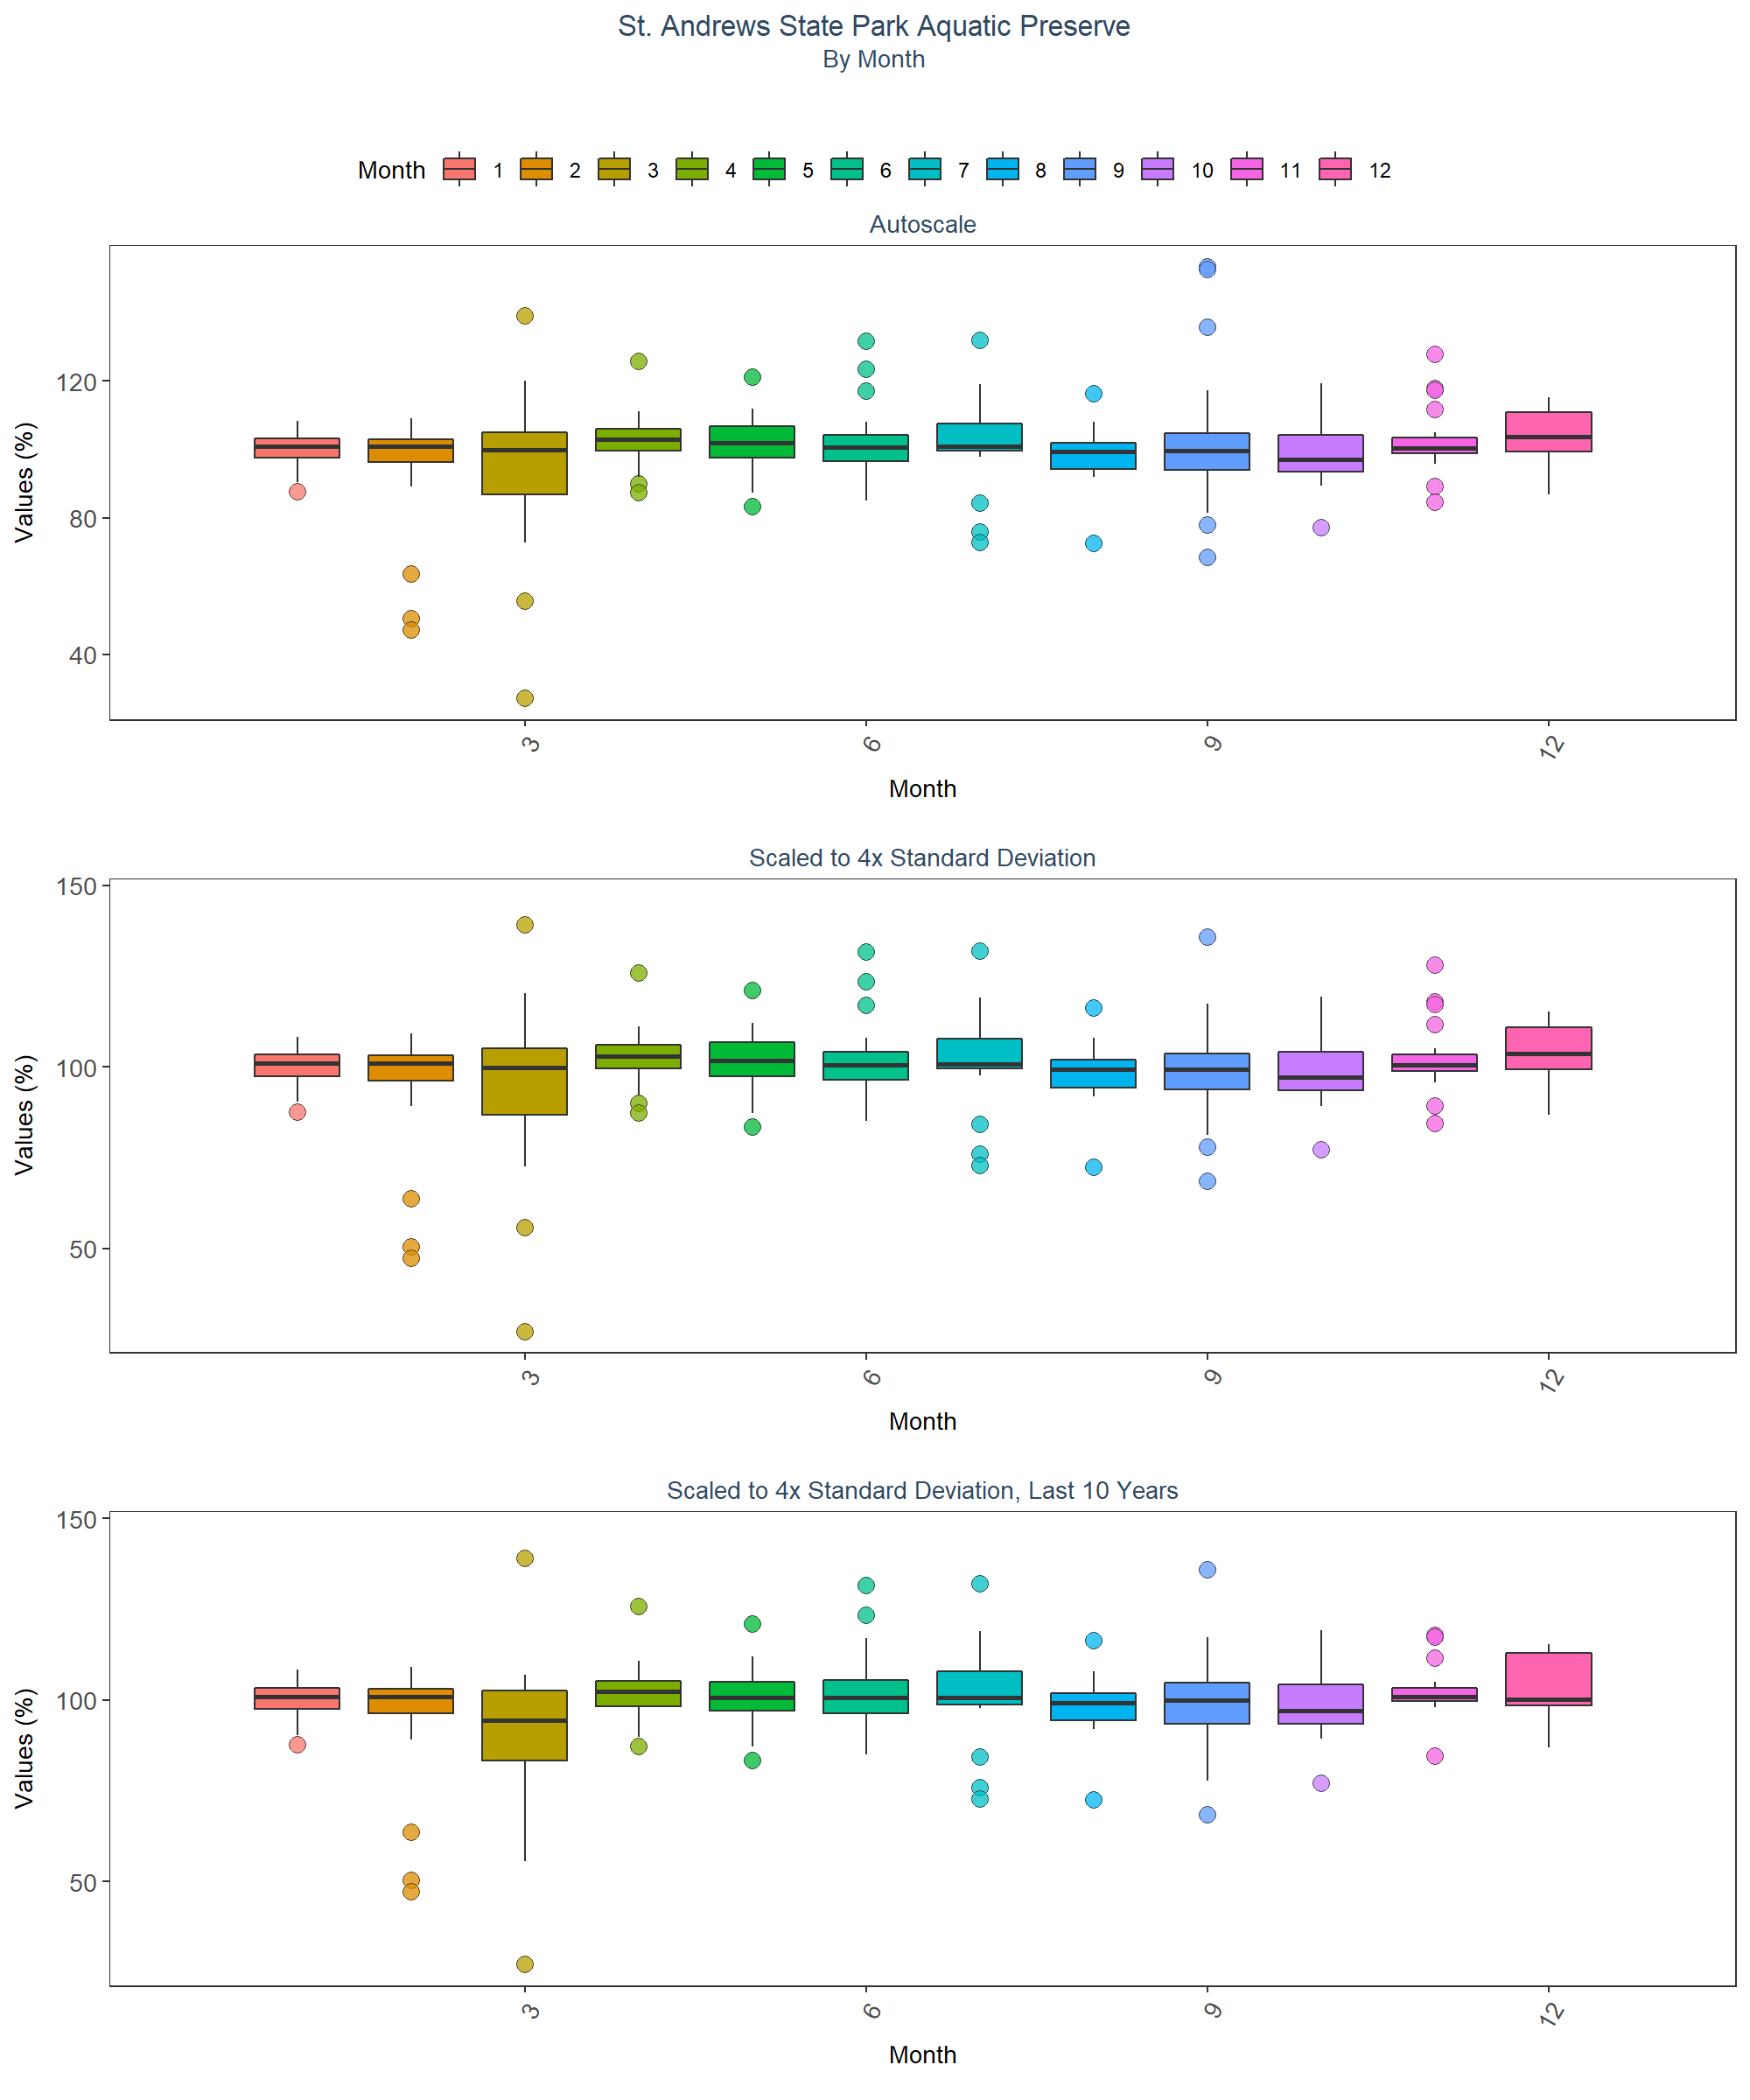 St. Andrews State Park Aquatic Preserve
By Month
Month 1 2 3 4 5 6 7 8 9 10 11 12
Autoscale
120
80
40
Values (%)
3 6 9 12
Month
Scaled to 4x Standard Deviation
150
100
50
Values (%)
3 6 9 12
Month
Scaled to 4x Standard Deviation, Last 10 Years
150
100
50
Values (%)
3 6 9 12
Month